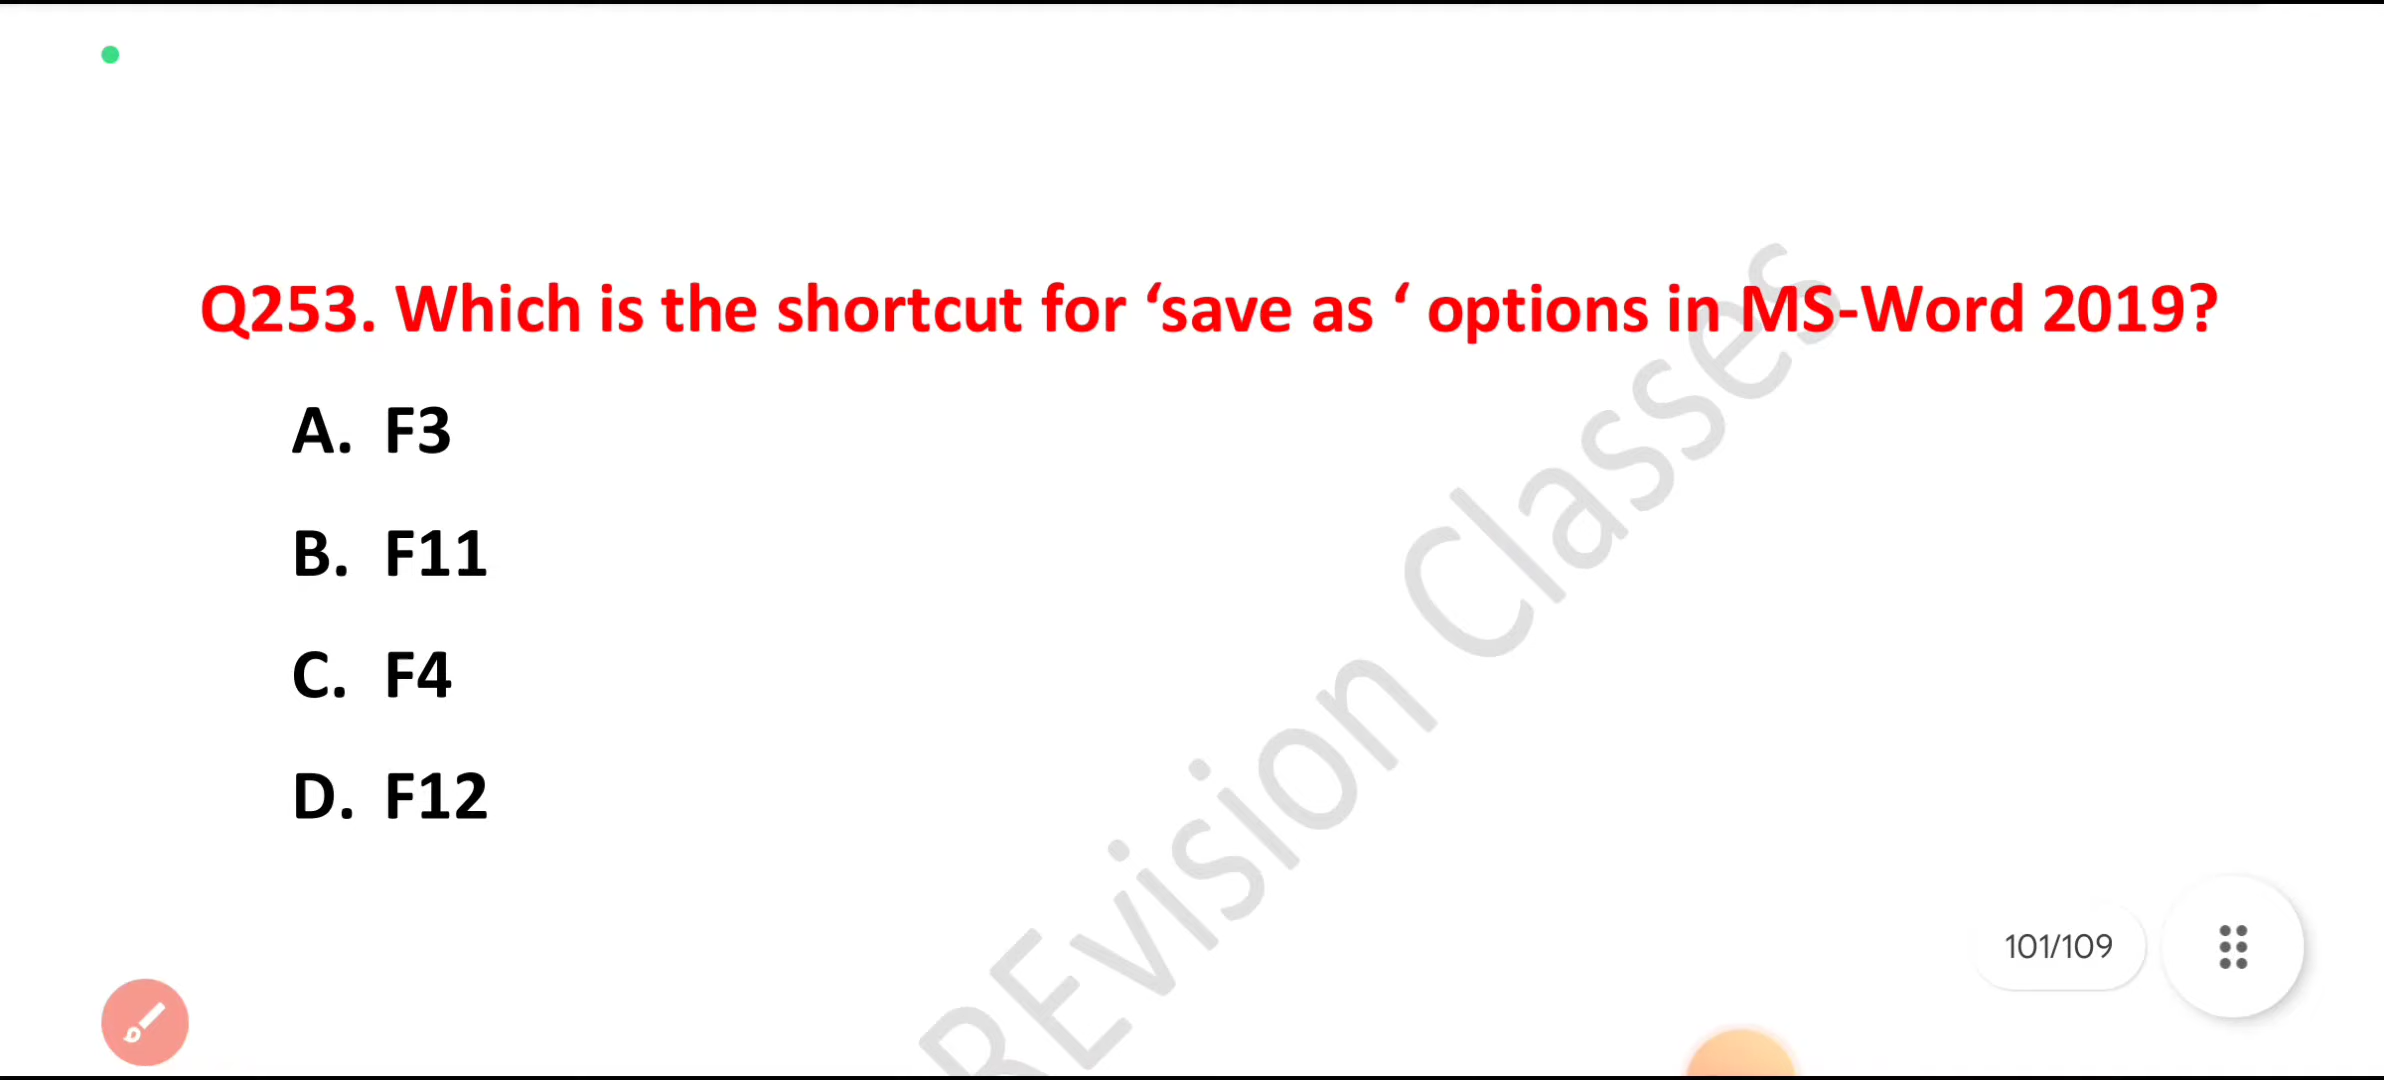 Q253. Which is the shortcut for ‘save as ‘ options in MS-Word 2019?
A. F3
B. F11
C. F4
D. F12
REvision Classes
101/109